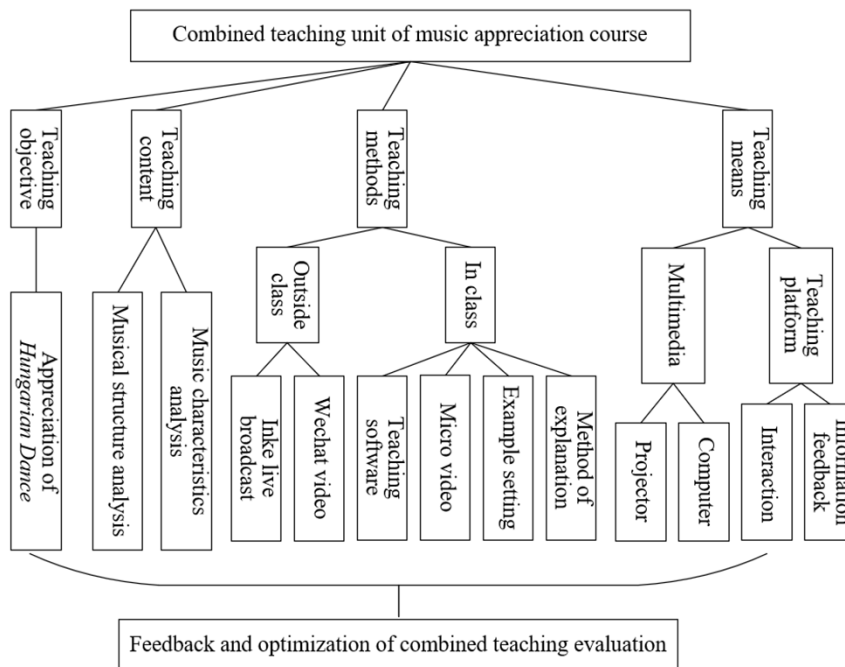 Combined teaching unit of music appreciation course
Teaching
objective
Teaching
content
Teaching
methods
Teaching
means
Outside
class
In class
Multimedia
Teaching
platform
Appreciation of
Hungarian Dance
Musical structure analysis
Music characteristics
analysis
Inke live
broadcast
Wechat video
Teaching
software
Micro video
Example setting
Method of
explanation
Projector
Computer
Interaction
Information
feedback
Feedback and optimization of combined teaching evaluation